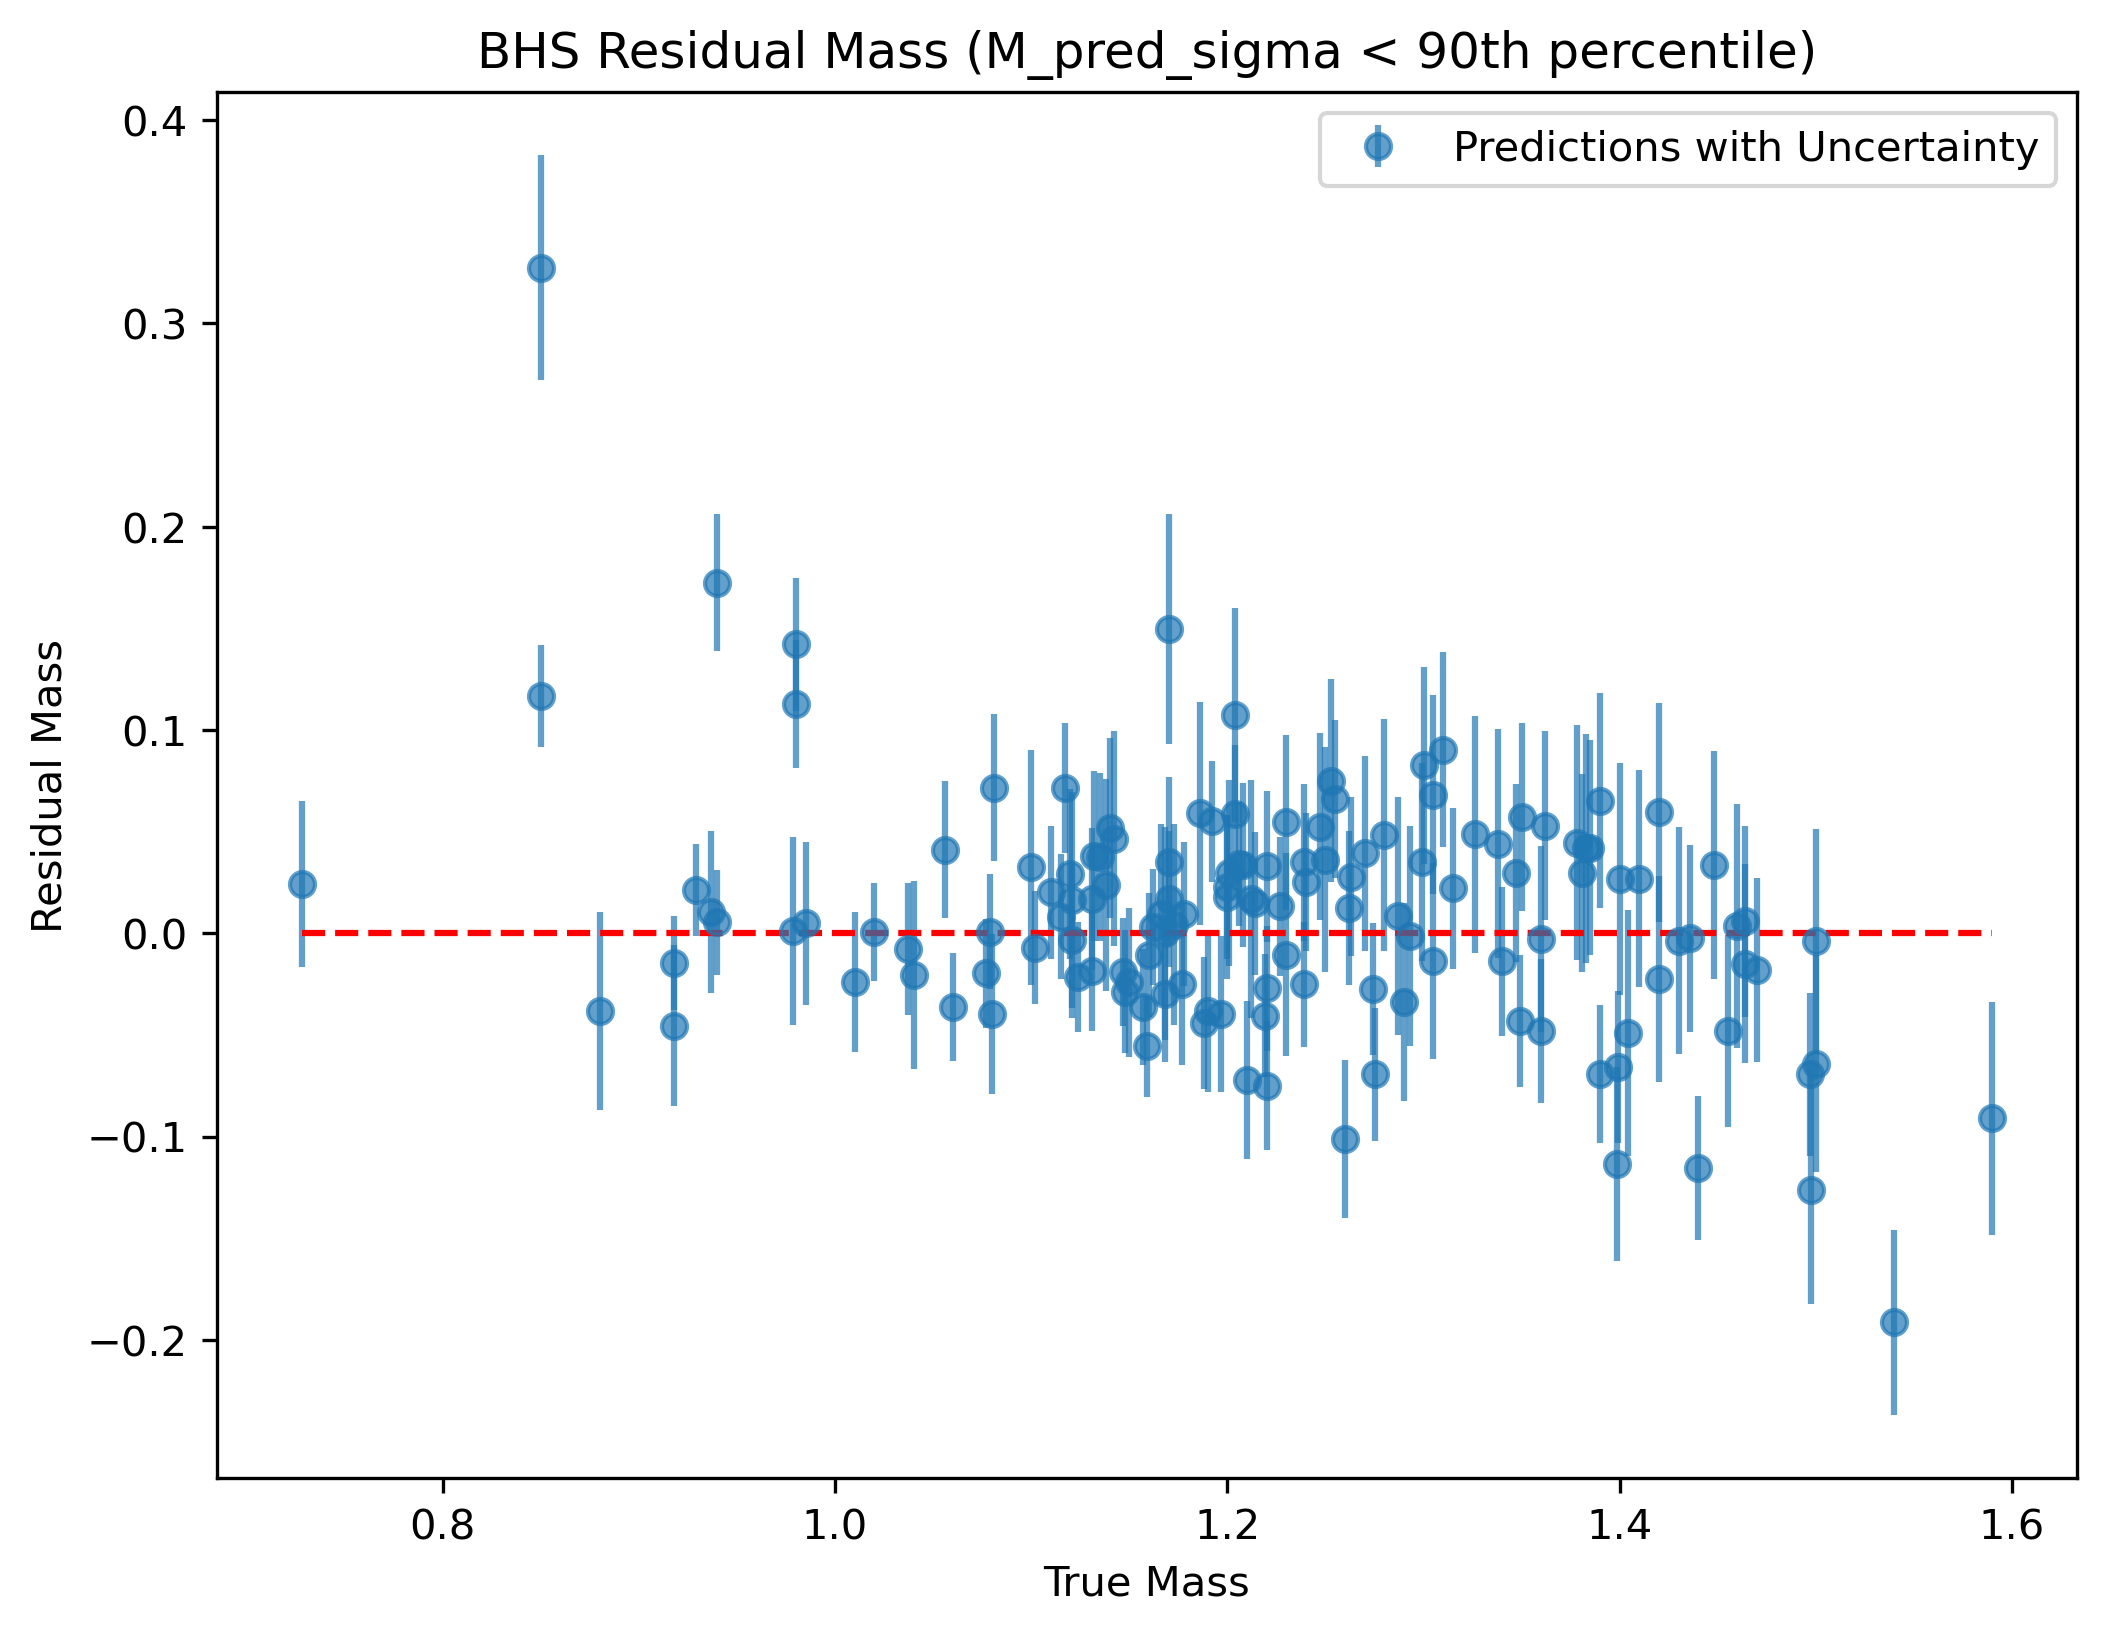 BHS Residual Mass (M_pred_sigma < 90th percentile)
Predictions with Uncertainty
0.4
0.3
0.2
0.1
0.0
−0.1
−0.2
Residual Mass
0.8 1.0 1.2 1.4 1.6
True Mass